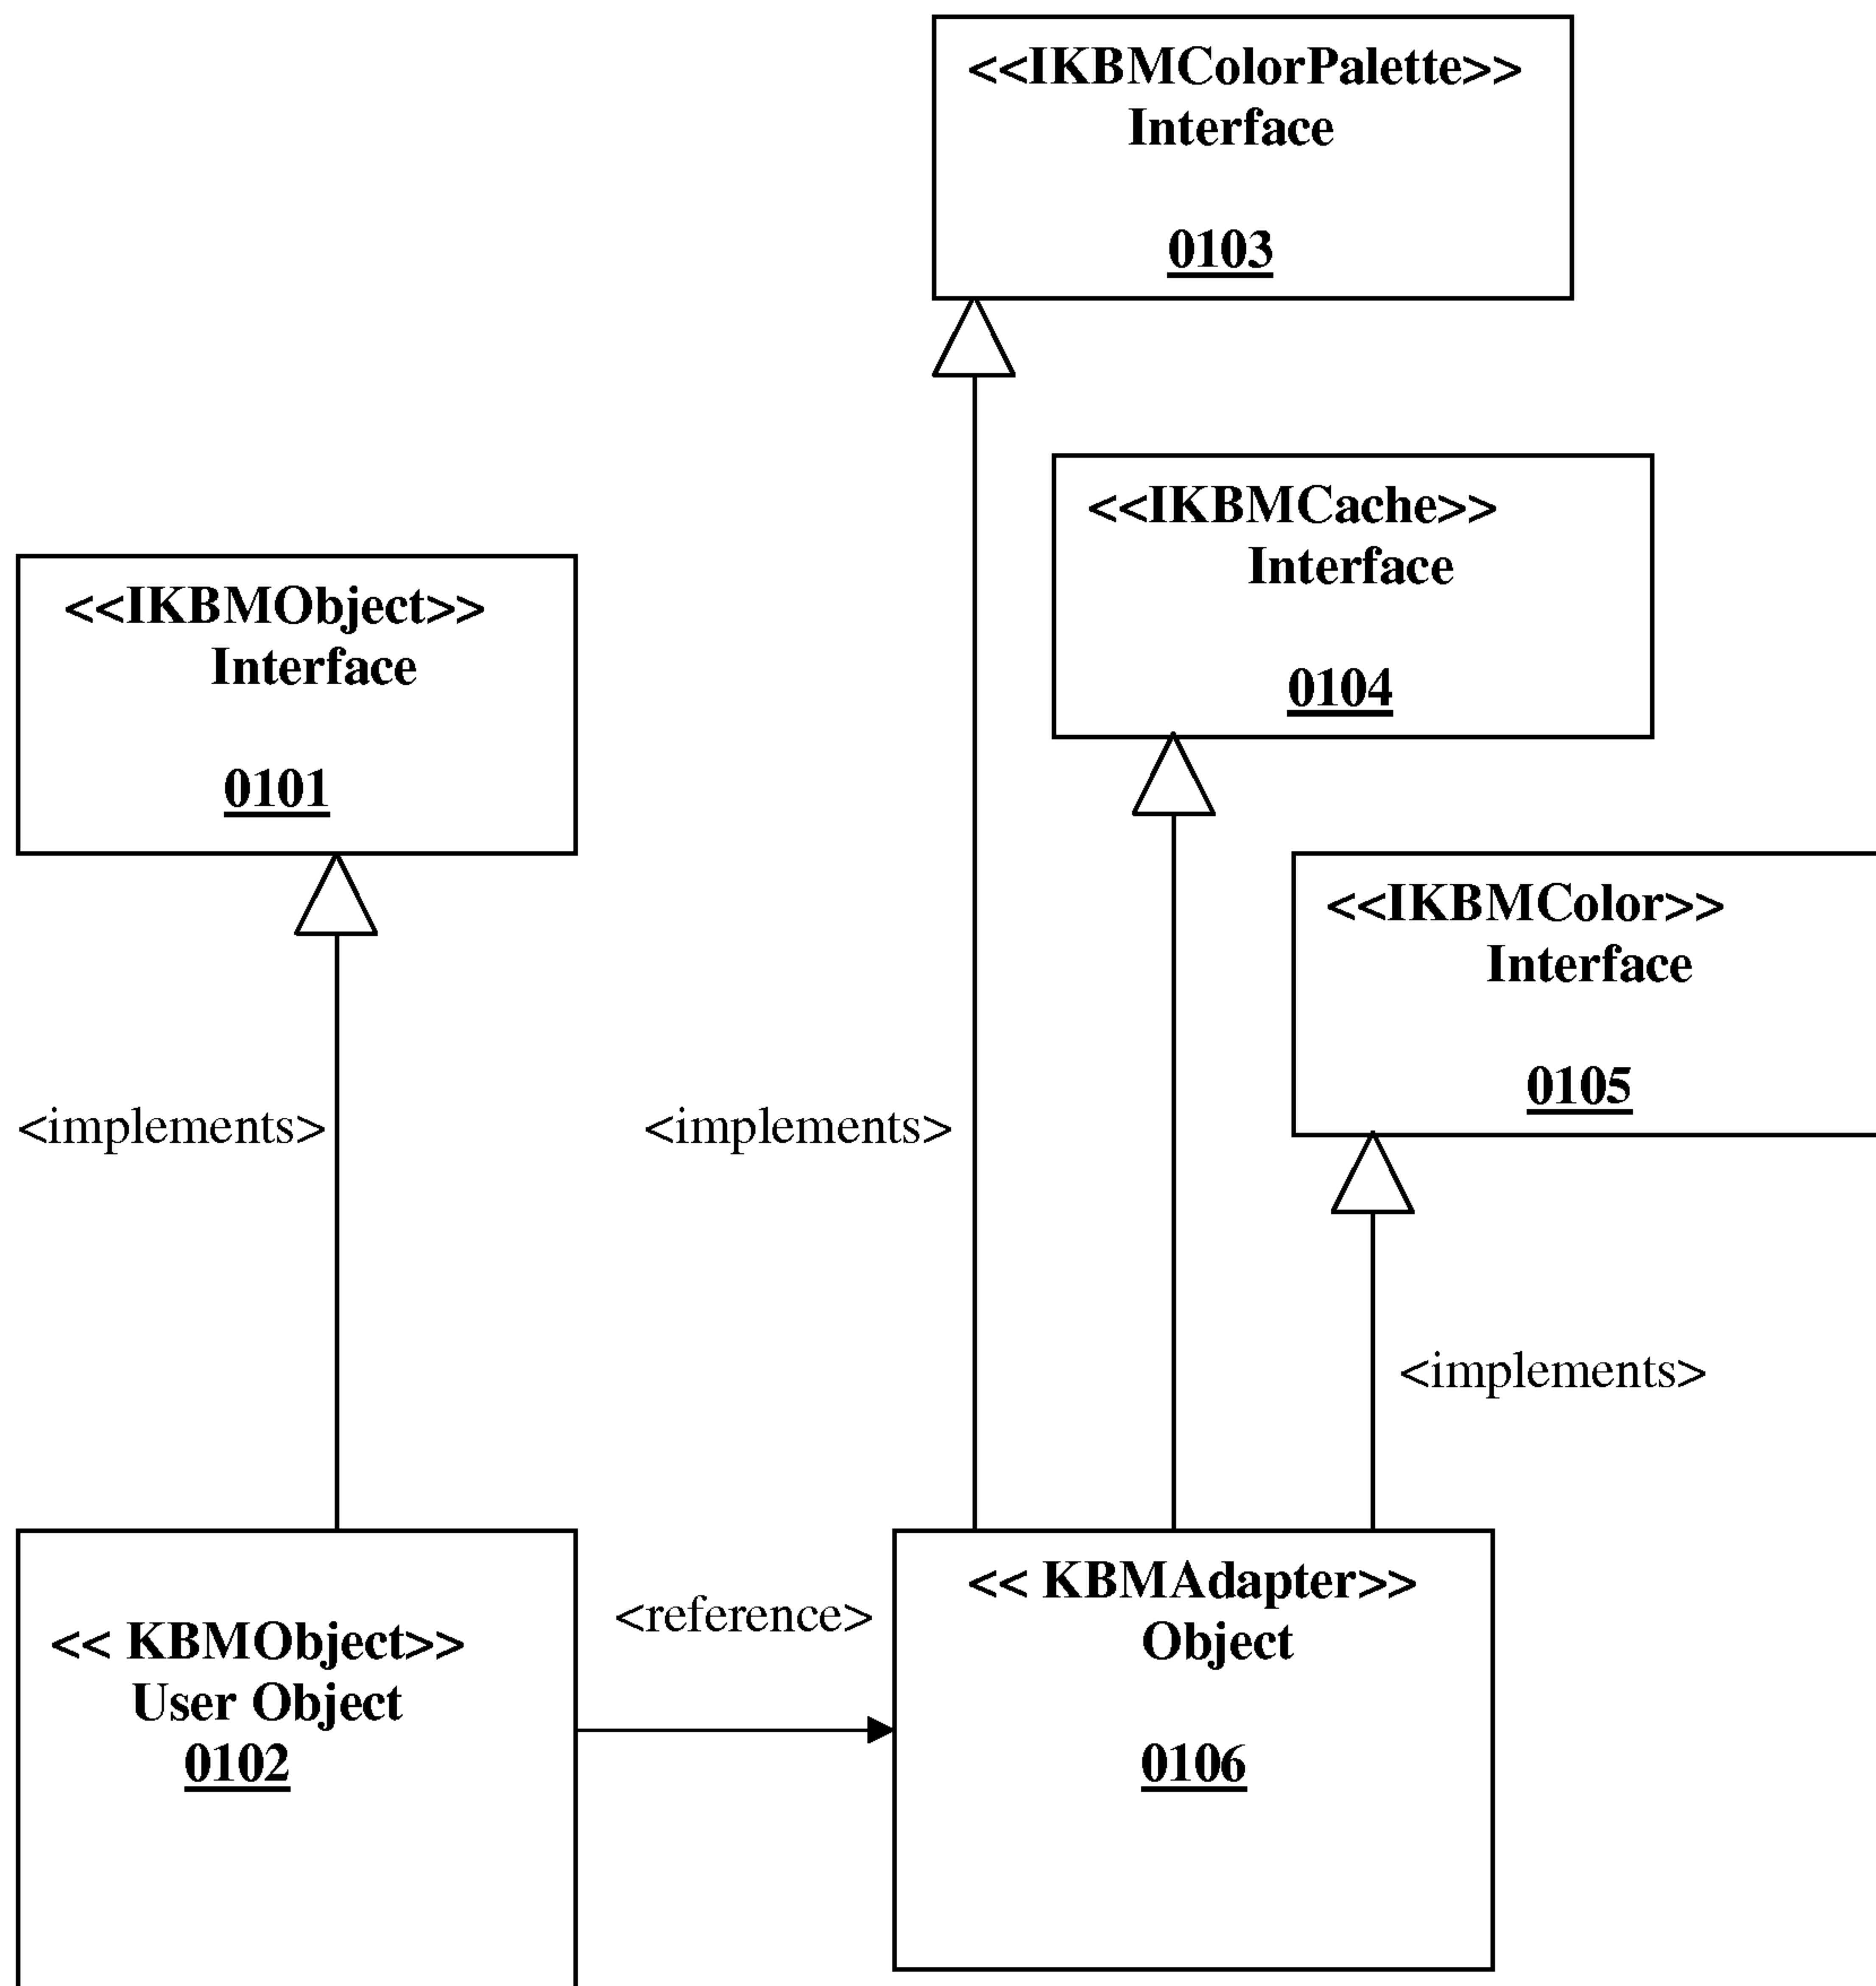 <<IKBMColorPalette>>
Interface
0103
<<IKBMCache>>
Interface
0104
<<IKBMObject>>
Interface
0101
<<IKBMColor>>
Interface
0105
<implements>
<implements>
<implements>
<< KBMObject>>
User Object
0102
<reference>
<< KBMAdapter>>
Object
0106